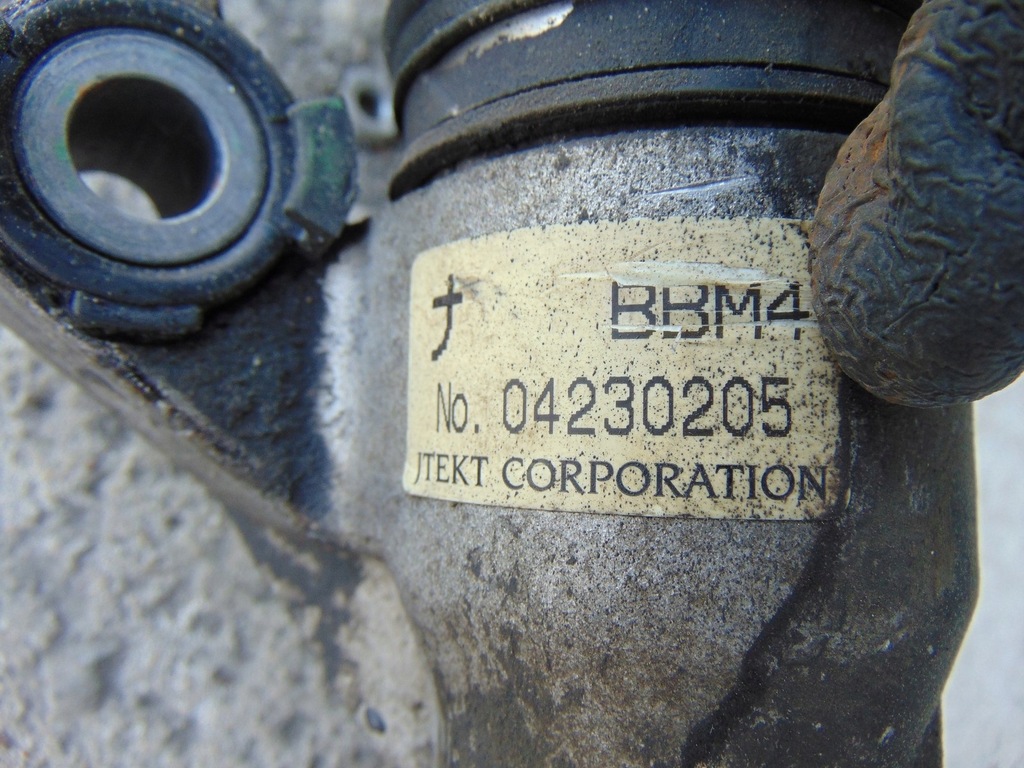 ナ BBM4
No. 04230205
JTEKT CORPORATION